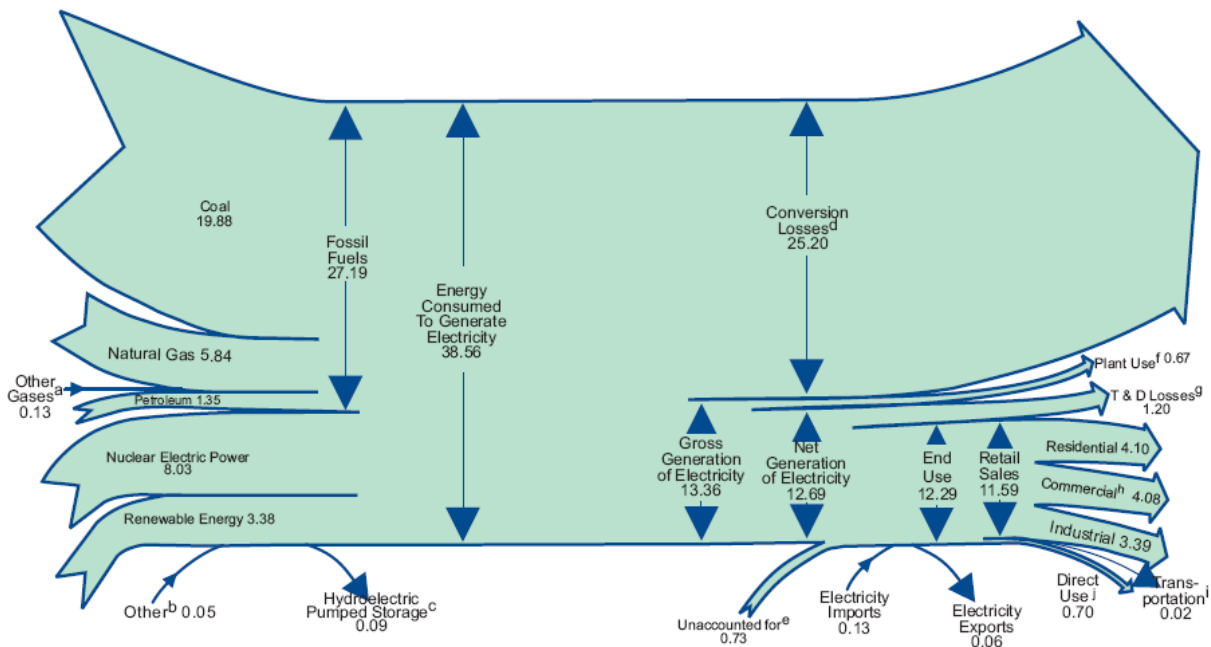 Coal
19.88
Fossil
Fuels
27.19
Energy
Consumed
To Generate
Electricity
38.56
Conversion
Lossesd
25.20
Natural Gas 5.84
Other
Gasesa
0.13
Petroleum 1.35
Nuclear Electric Power
8.03
Renewable Energy 3.38
Otherb 0.05
Hydroelectric
Pumped Storagec
0.09
Gross
Generation
of Electricity
13.36
Net
Generation
of Electricity
12.69
End
Use
12.29
Retail
Sales
11.59
Plant Usef 0.67
T & D Lossesg
1.20
Residential 4.10
Commercialh 4.08
Industrial 3.39
Unaccounted fore
0.73
Electricity
Imports
0.13
Electricity
Exports
0.06
Direct
Usej
0.70
Trans-
portationi
0.02